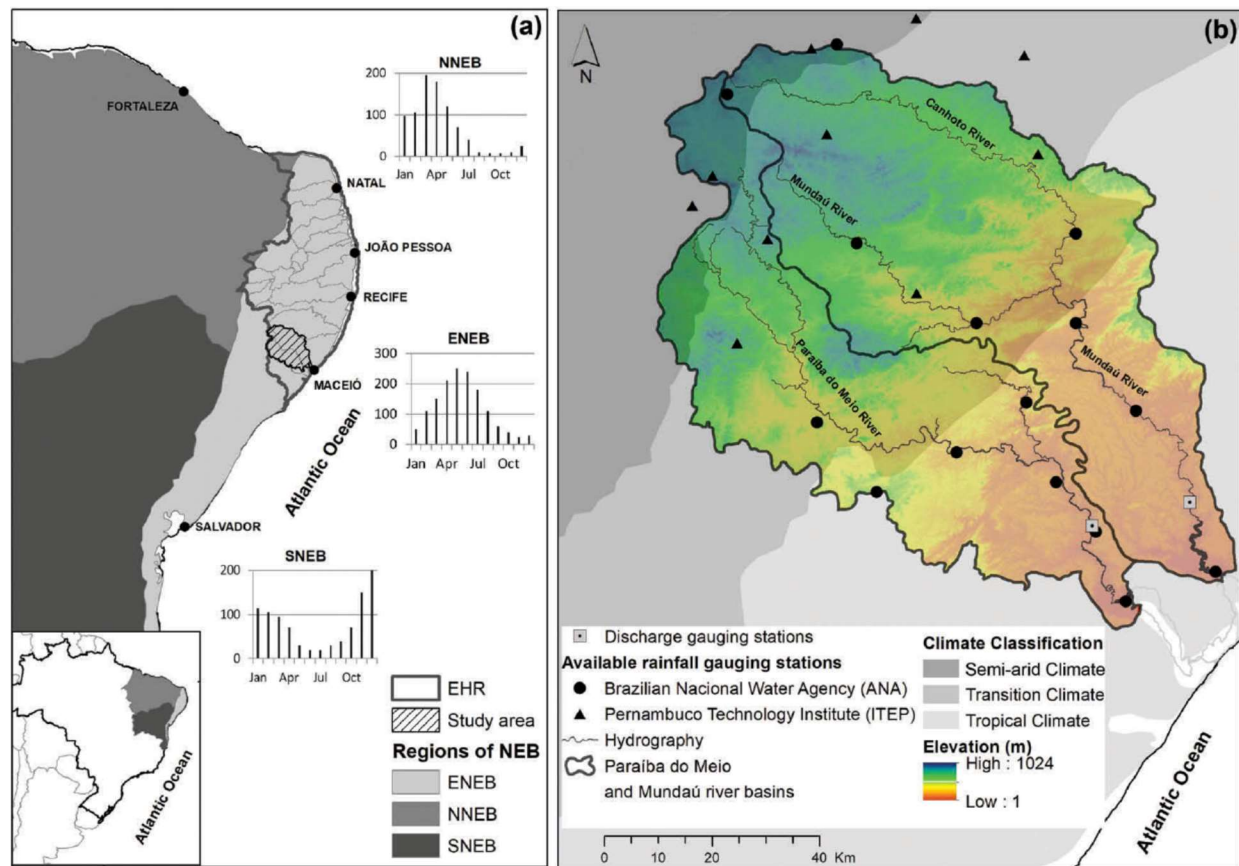 (a)
NNEB
200
100
0
Jan Apr Jul Oct
FORTALEZA
NATAL
JOÃO PESSOA
RECIFE
ENEB
300
200
100
0
Jan Apr Jul Oct
MACEIÓ
Atlantic Ocean
SALVADOR
SNEB
200
100
0
Jan Apr Jul Oct
Atlantic Ocean
EHR
Study area
Regions of NEB
ENEB
NNEB
SNEB
(b)
N
Canhoto River
Mundaú River
Mundaú River
Paraíba do Meio River
Discharge gauging stations
Available rainfall gauging stations
Brazilian Nacional Water Agency (ANA)
Pernambuco Technology Institute (ITEP)
Hydrography
Paraíba do Meio
and Mundaú river basins
Climate Classification
Semi-arid Climate
Transition Climate
Tropical Climate
Elevation (m)
High : 1024
Low : 1
0 10 20 40 Km
Atlantic Ocean